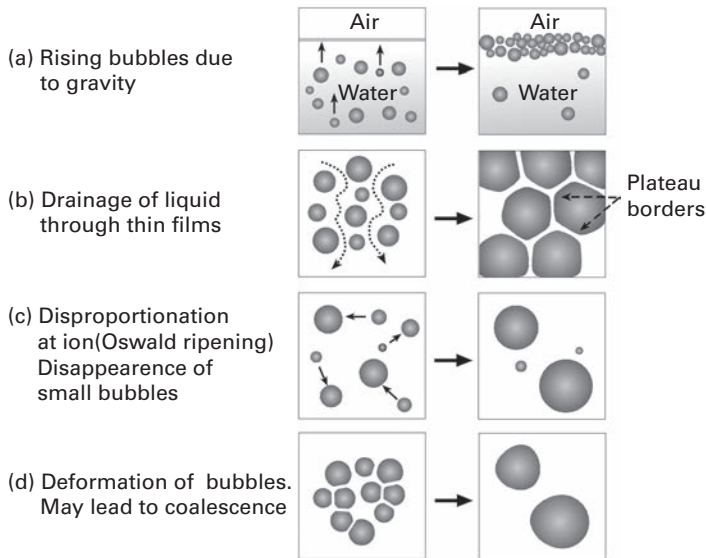 Air
Air
(a) Rising bubbles due
to gravity
Water
Water
(b) Drainage of liquid
through thin films
Plateau
borders
(c) Disproportionation
at ion(Oswald ripening)
Disappearence of
small bubbles
(d) Deformation of bubbles.
May lead to coalescence